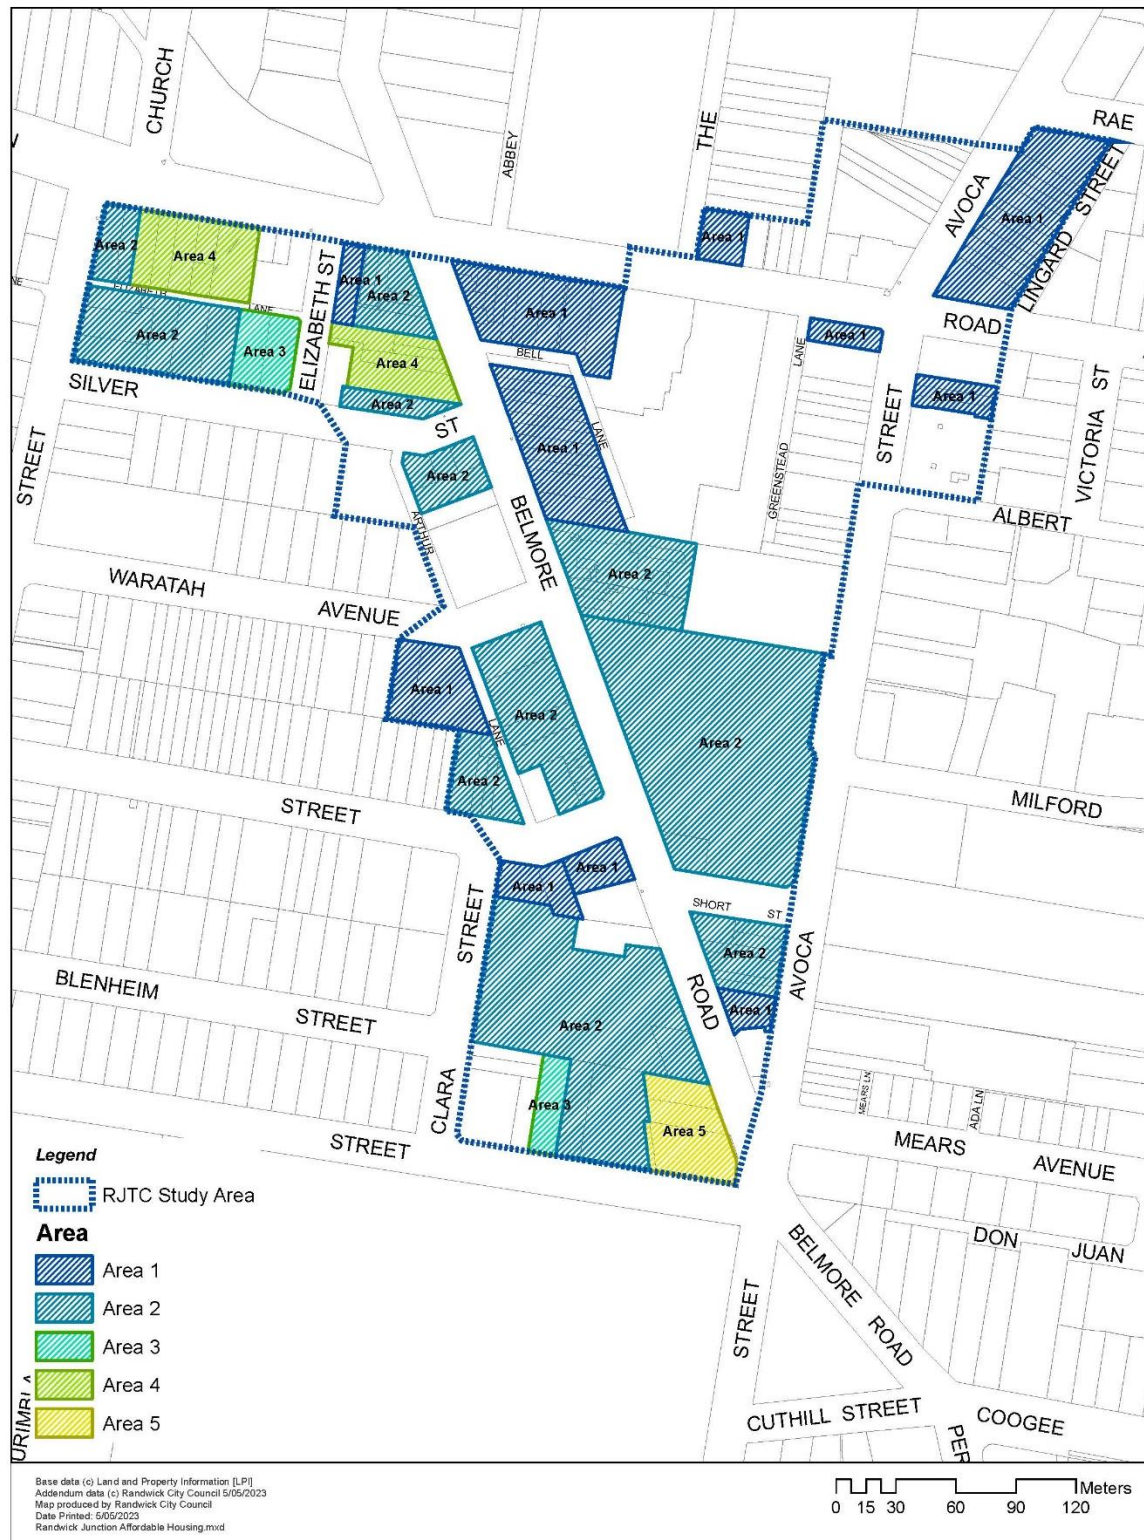 RAE
CHURCH
ABBEY
THE
AVOCA
LINGARD STREET
Area 1
Area 1
Area 2
Area 4
ELIZABETH ST
Area 1
Area 2
Area 1
ELIZABETH
LANE
ROAD
Area 1
Area 2
Area 3
Area 4
BELL
LANE
Area 1
SILVER
ST
Area 2
LANE
STREET
VICTORIA ST
STREET
Area 2
Area 1
GREENSTEAD
ARTHUR
BELMORE
ALBERT
WARATAH
AVENUE
Area 2
Area 1
LANE
Area 2
Area 2
Area 2
STREET
MILFORD
Area 1
Area 1
SHORT
ST
STREET
Area 2
AVOCA
BLENHEIM
STREET
Area 2
ROAD
Area 1
CLARA
Area 3
Area 5
MEARS LN
ADA LN
STREET
MEARS
AVENUE
DON
JUAN
BELMORE ROAD
STREET
CUTHILL STREET
COOGEE
Legend
RJTC Study Area
Area
Area 1
Area 2
Area 3
Area 4
Area 5
Base data (c) Land and Property Information [LPI]
Addendum data (c) Randwick City Council 5/05/2023
Map produced by Randwick City Council
Date Printed: 5/05/2023
Randwick Junction Affordable Housing.mxd
Meters
0 15 30 60 90 120